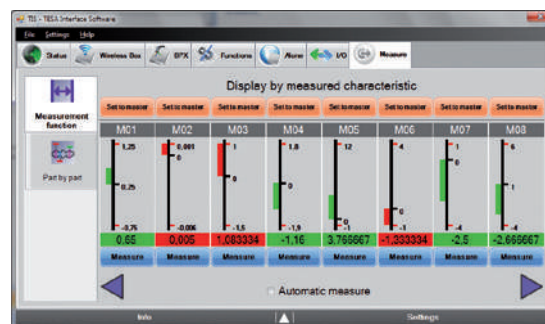 TIS - TESA Interface Software
File Settings Help
Status Wireless Box BPX Functions Alarm I/O Measure
Display by measured characteristic
Set to master Set to master Set to master Set to master Set to master Set to master Set to master Set to master
Measurement function
M01 M02 M03 M04 M05 M06 M07 M08
1,25 0,001 1 1,8 12 4 1 6
0 0
0 0
Part by part
0,25 1
0 0
-0,75 -0,006 -1,5 -1,9 -1 -1 -4 -4
0.65 0,005 1,083334 -1,16 3,766667 -1,333334 -2,5 -2,666667
Measure Measure Measure Measure Measure Measure Measure Measure
Automatic measure
Info Settings